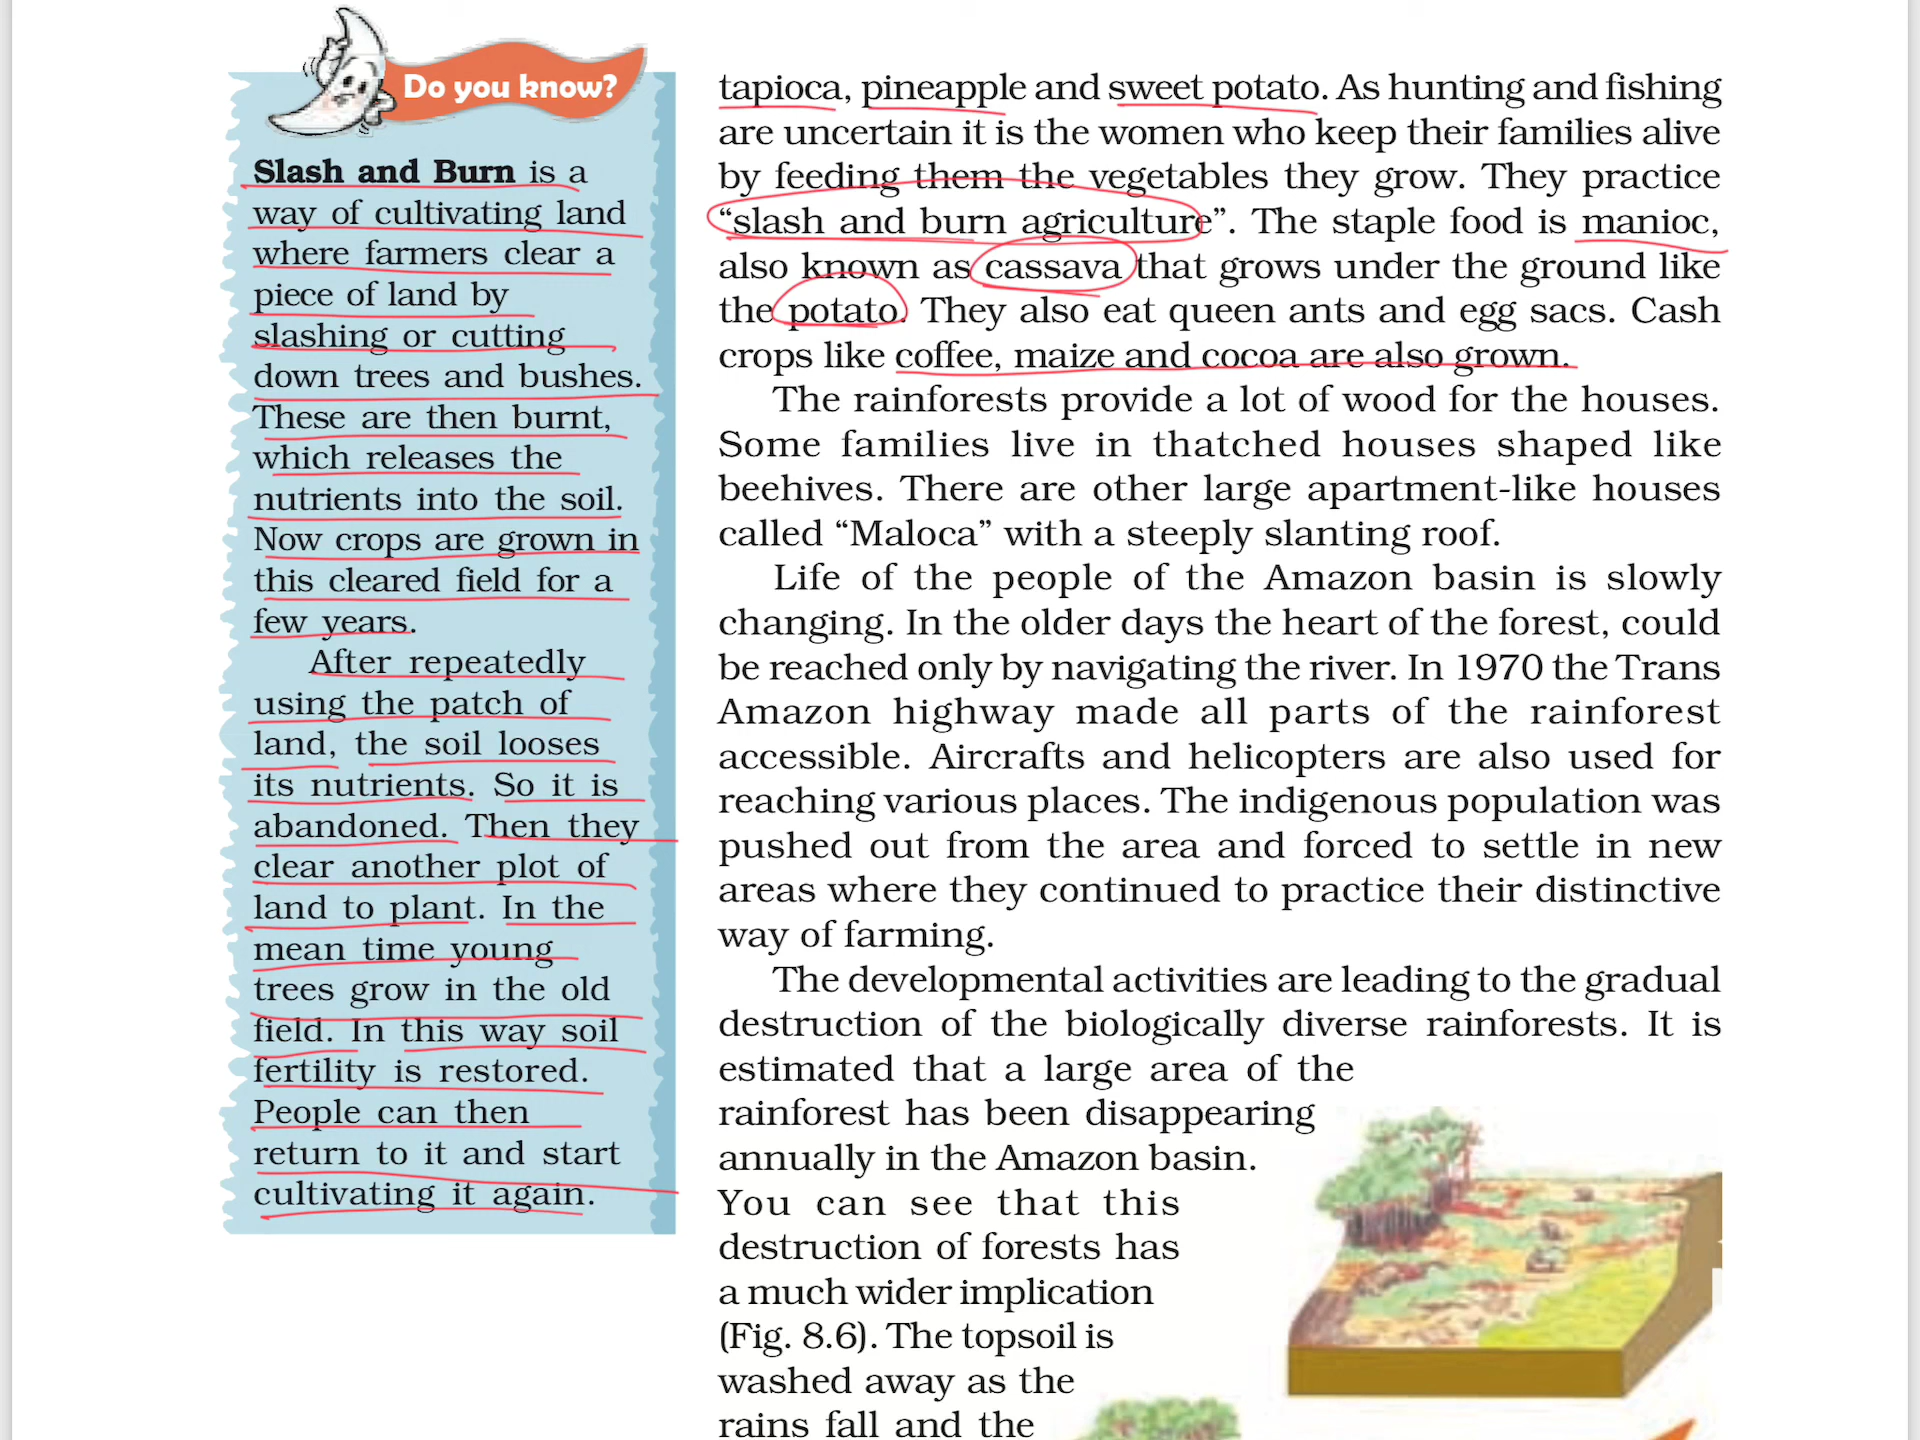 Do you know?
Slash and Burn is a
way of cultivating land
where farmers clear a
piece of land by
slashing or cutting
down trees and bushes.
These are then burnt,
which releases the
nutrients into the soil.
Now crops are grown in
this cleared field for a
few years.
After repeatedly
using the patch of
land, the soil looses
its nutrients. So it is
abandoned. Then they
clear another plot of
land to plant. In the
mean time young
trees grow in the old
field. In this way soil
fertility is restored.
People can then
return to it and start
cultivating it again.
tapioca, pineapple and sweet potato. As hunting and fishing
are uncertain it is the women who keep their families alive
by feeding them the vegetables they grow. They practice
“slash and burn agriculture”. The staple food is manioc,
also known as cassava that grows under the ground like
the potato. They also eat queen ants and egg sacs. Cash
crops like coffee, maize and cocoa are also grown.
The rainforests provide a lot of wood for the houses.
Some families live in thatched houses shaped like
beehives. There are other large apartment-like houses
called “Maloca” with a steeply slanting roof.
Life of the people of the Amazon basin is slowly
changing. In the older days the heart of the forest, could
be reached only by navigating the river. In 1970 the Trans
Amazon highway made all parts of the rainforest
accessible. Aircrafts and helicopters are also used for
reaching various places. The indigenous population was
pushed out from the area and forced to settle in new
areas where they continued to practice their distinctive
way of farming.
The developmental activities are leading to the gradual
destruction of the biologically diverse rainforests. It is
estimated that a large area of the
rainforest has been disappearing
annually in the Amazon basin.
You can see that this
destruction of forests has
a much wider implication
(Fig. 8.6). The topsoil is
washed away as the
rains fall and the